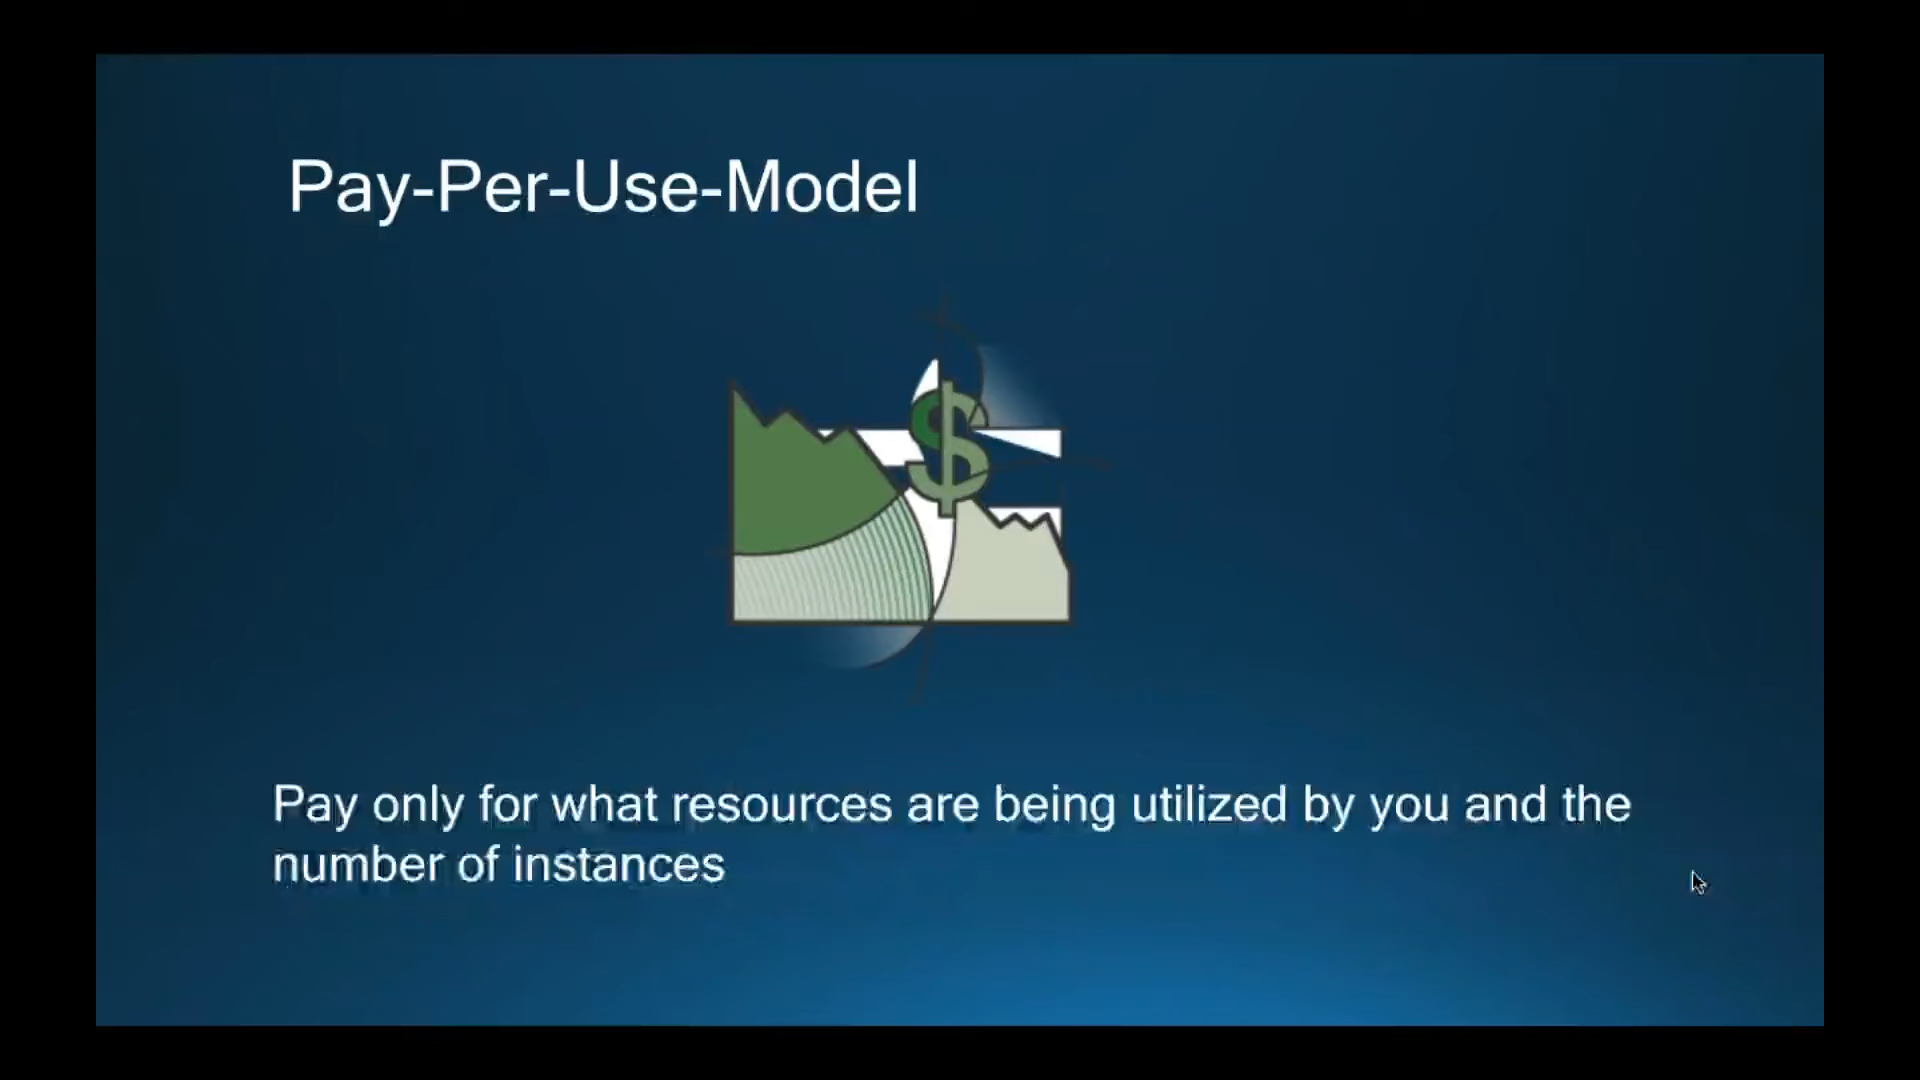 Pay-Per-Use-Model
$
Pay only for what resources are being utilized by you and the
number of instances